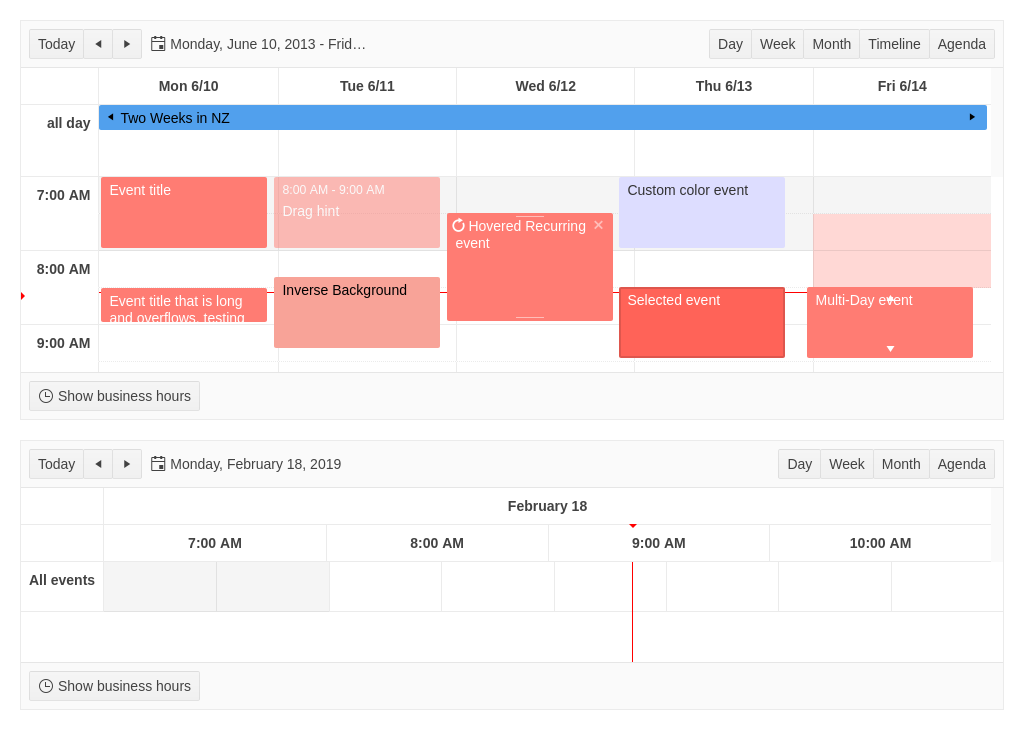 Today
Monday, June 10, 2013 - Frid…
Day Week Month Timeline Agenda
Mon 6/10 Tue 6/11 Wed 6/12 Thu 6/13 Fri 6/14
all day
Two Weeks in NZ
7:00 AM
Event title
8:00 AM - 9:00 AM
Drag hint
Custom color event
Hovered Recurring
event
8:00 AM
Event title that is long
and overflows, testing
Inverse Background
Selected event
Multi-Day event
9:00 AM
Show business hours
Today
Monday, February 18, 2019
Day Week Month Agenda
February 18
7:00 AM 8:00 AM 9:00 AM 10:00 AM
All events
Show business hours